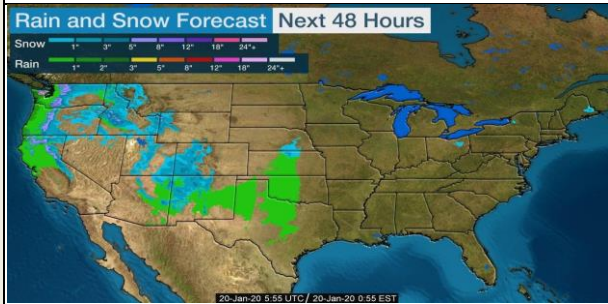 Rain and Snow Forecast Next 48 Hours
Snow
1" 3" 5" 8" 12" 18" 24"+
Rain
1" 2" 3" 5" 8" 12" 18" 24"+
20-Jan-20 5:55 UTC / 20-Jan-20 0:55 EST